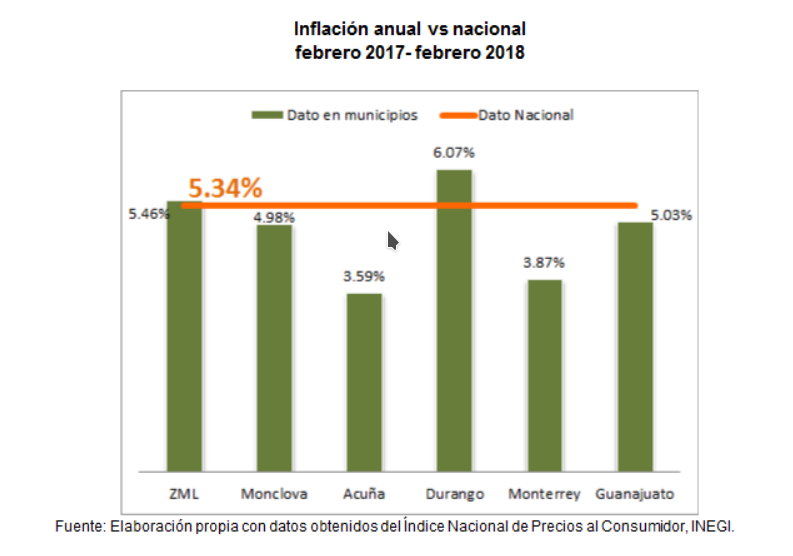 Inflación anual vs nacional
febrero 2017- febrero 2018
Dato en municipios Dato Nacional
6.07%
5.34%
5.46% 4.98% 5.03%
3.87%
3.59%
ZML Monclova Acuña Durango Monterrey Guanajuato
Fuente: Elaboración propia con datos obtenidos del Índice Nacional de Precios al Consumidor, INEGI.